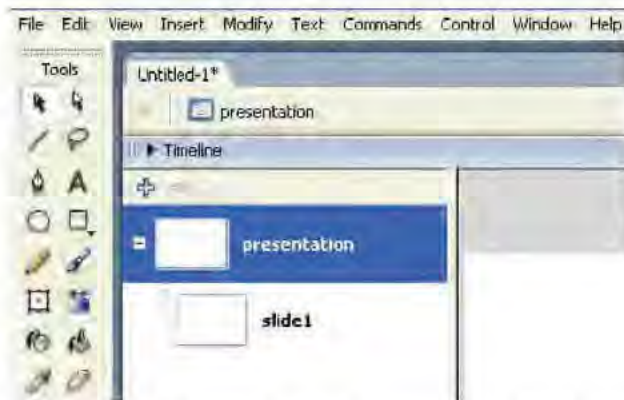 File Edit View Insert Modify Text Commands Control Window Help
Tools
Untitled-1*
presentation
Timeline
presentation
slide1